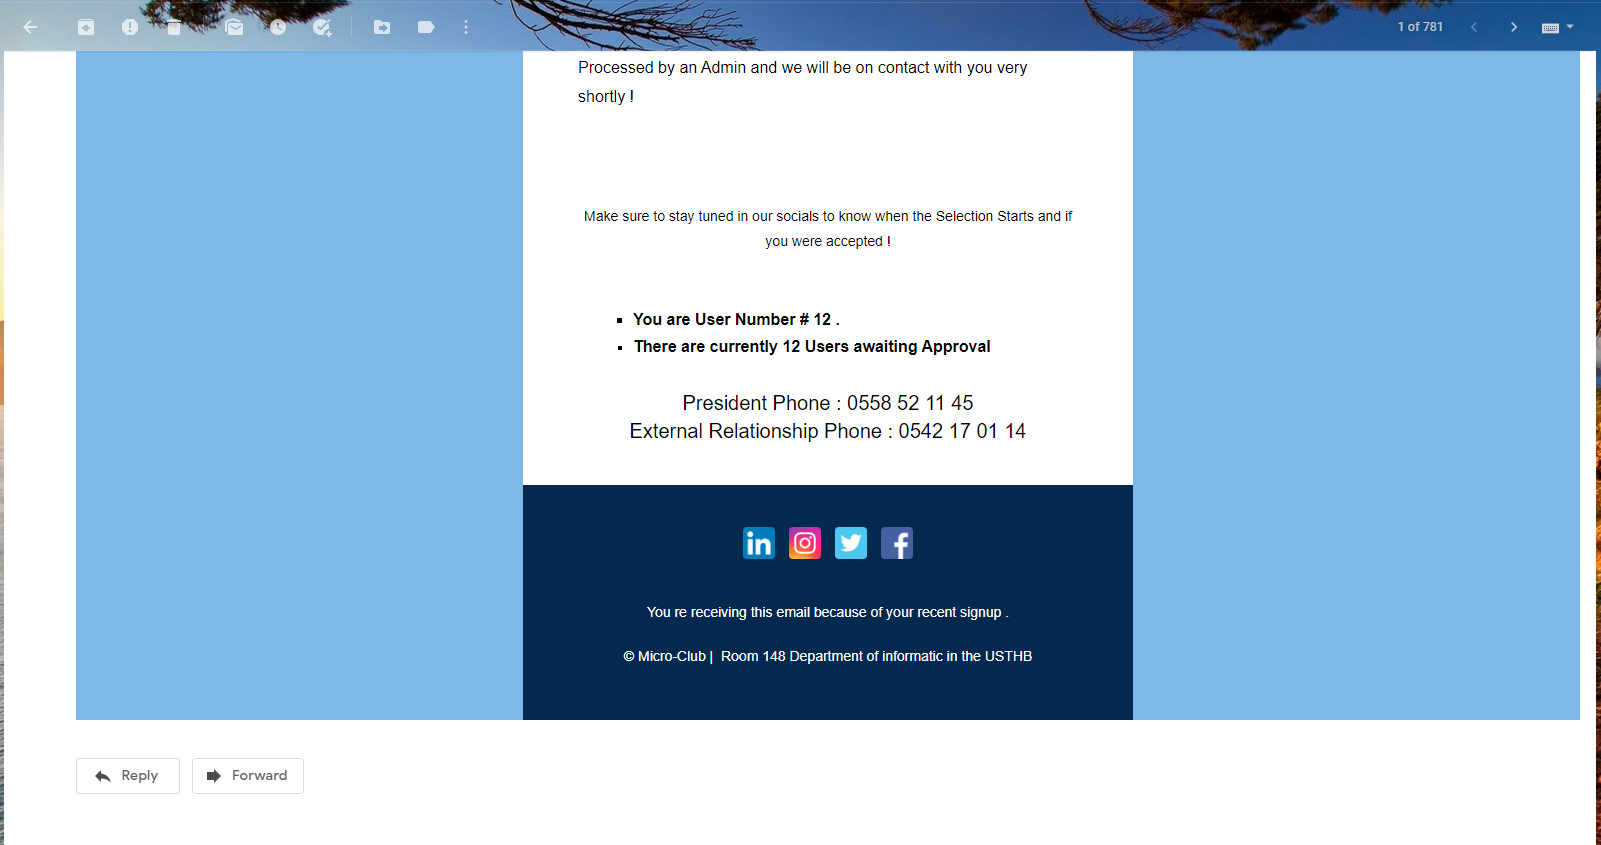 1 of 781
Processed by an Admin and we will be on contact with you very
shortly !
Make sure to stay tuned in our socials to know when the Selection Starts and if
you were accepted !
You are User Number # 12 .
There are currently 12 Users awaiting Approval
President Phone : 0558 52 11 45
External Relationship Phone : 0542 17 01 14
in
You re receiving this email because of your recent signup .
© Micro-Club | Room 148 Department of informatic in the USTHB
Reply
Forward